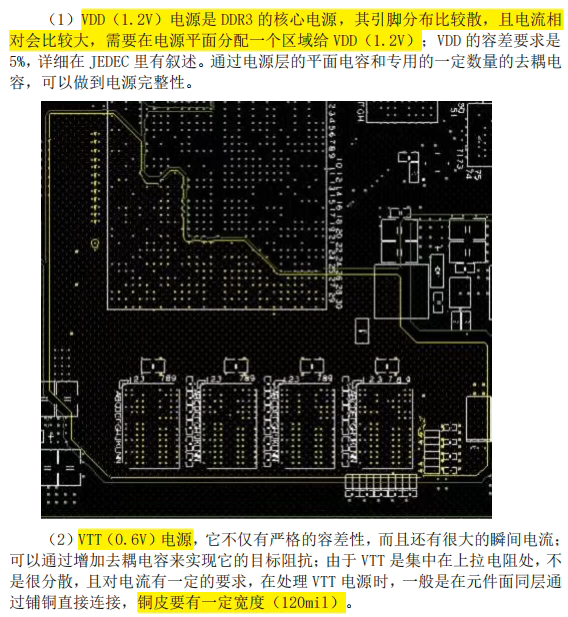 （1）VDD（1.2V）电源是 DDR3 的核心电源，其引脚分布比较散，且电流相
对会比较大，需要在电源平面分配一个区域给 VDD（1.2V）；VDD 的容差要求是
5%，详细在 JEDEC 里有叙述。通过电源层的平面电容和专用的一定数量的去耦电
容，可以做到电源完整性。
（2）VTT（0.6V）电源，它不仅有严格的容差性，而且还有很大的瞬间电流；
可以通过增加去耦电容来实现它的目标阻抗；由于 VTT 是集中在上拉电阻处，不
是很分散，且对电流有一定的要求，在处理 VTT 电源时，一般是在元件面同层通
过铺铜直接连接，铜皮要有一定宽度（120mil）。